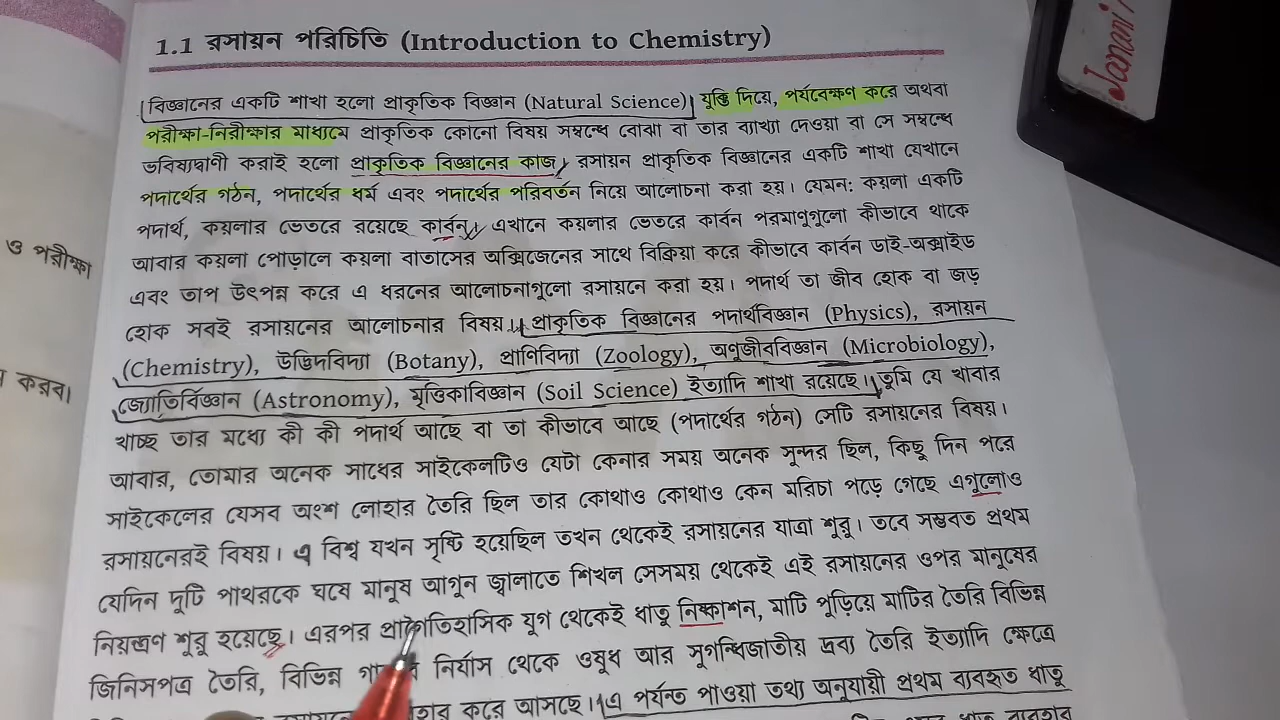 ও পরীক্ষা
করব।
Janani
1.1 রসায়ন পরিচিতি (Introduction to Chemistry)
বিজ্ঞানের একটি শাখা হলো প্রাকৃতিক বিজ্ঞান (Natural Science)। যুক্তি দিয়ে, পর্যবেক্ষণ করে অথবা
পরীক্ষা-নিরীক্ষার মাধ্যমে প্রাকৃতিক কোনো বিষয় সম্বন্ধে বোঝা বা তার ব্যাখ্যা দেওয়া বা সে সম্বন্ধে
ভবিষ্যদ্বাণী করাই হলো প্রাকৃতিক বিজ্ঞানের কাজ। রসায়ন প্রাকৃতিক বিজ্ঞানের একটি শাখা যেখানে
পদার্থের গঠন, পদার্থের ধর্ম এবং পদার্থের পরিবর্তন নিয়ে আলোচনা করা হয়। যেমন: কয়লা একটি
পদার্থ, কয়লার ভেতরে রয়েছে কার্বন। এখানে কয়লার ভেতরে কার্বন পরমাণুগুলো কীভাবে থাকে
আবার কয়লা পোড়ালে কয়লা বাতাসের অক্সিজেনের সাথে বিক্রিয়া করে কীভাবে কার্বন ডাই-অক্সাইড
এবং তাপ উৎপন্ন করে এ ধরনের আলোচনাগুলো রসায়নে করা হয়। পদার্থ তা জীব হোক বা জড়
হোক সবই রসায়নের আলোচনার বিষয়। প্রাকৃতিক বিজ্ঞানের পদার্থবিজ্ঞান (Physics), রসায়ন
(Chemistry), উদ্ভিদবিদ্যা (Botany), প্রাণিবিদ্যা (Zoology), অণুজীববিজ্ঞান (Microbiology),
জ্যোতির্বিজ্ঞান (Astronomy), মৃত্তিকাবিজ্ঞান (Soil Science) ইত্যাদি শাখা রয়েছে। তুমি যে খাবার
খাচ্ছ তার মধ্যে কী কী পদার্থ আছে বা তা কীভাবে আছে (পদার্থের গঠন) সেটি রসায়নের বিষয়।
আবার, তোমার অনেক সাধের সাইকেলটিও যেটা কেনার সময় অনেক সুন্দর ছিল, কিছু দিন পরে
সাইকেলের যেসব অংশ লোহার তৈরি ছিল তার কোথাও কোথাও কেন মরিচা পড়ে গেছে এগুলোও
রসায়নেরই বিষয়। এ বিশ্ব যখন সৃষ্টি হয়েছিল তখন থেকেই রসায়নের যাত্রা শুরু। তবে সম্ভবত প্রথম
যেদিন দুটি পাথরকে ঘষে মানুষ আগুন জ্বালাতে শিখল সেসময় থেকেই এই রসায়নের ওপর মানুষের
নিয়ন্ত্রণ শুরু হয়েছে। এরপর প্রাগৈতিহাসিক যুগ থেকেই ধাতু নিষ্কাশন, মাটি পুড়িয়ে মাটির তৈরি বিভিন্ন
জিনিসপত্র তৈরি, বিভিন্ন নির্যাস থেকে ওষুধ আর সুগন্ধিজাতীয় দ্রব্য তৈরি ইত্যাদি ক্ষেত্রে
করে আসছে। এ পর্যন্ত পাওয়া তথ্য অনুযায়ী প্রথম ব্যবহৃত ধাতু